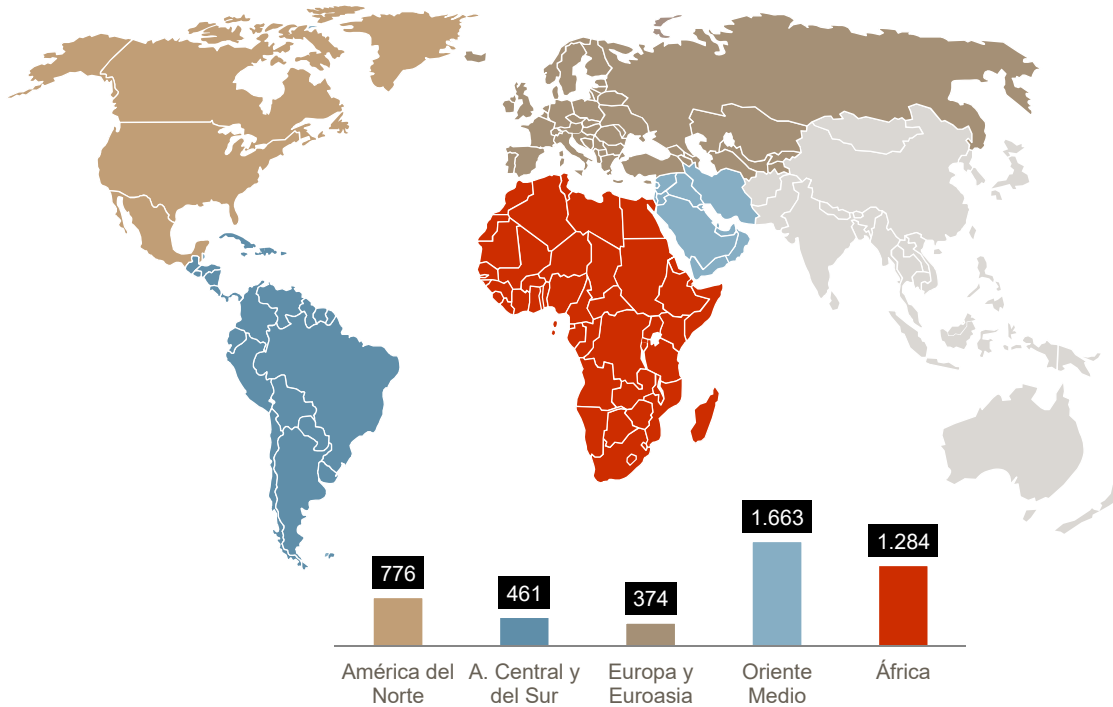 776
461
374
1.663
1.284
América del
Norte
A. Central y
del Sur
Europa y
Euroasia
Oriente
Medio
África